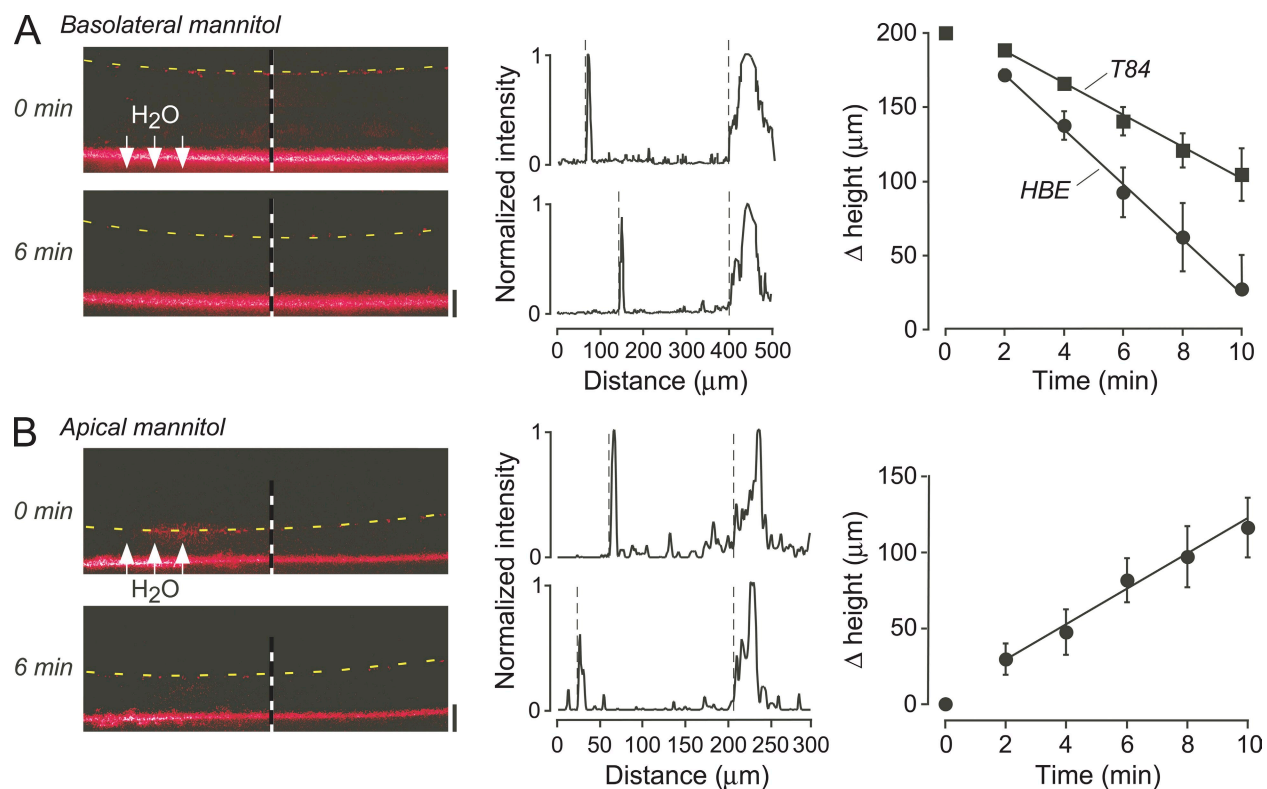 A Basolateral mannitol
0 min
H2O
6 min
1
0
1
0
Normalized intensity
0 100 200 300 400 500
Distance (μm)
200
150
100
50
0
Δ height (μm)
T84
HBE
0 2 4 6 8 10
Time (min)
B Apical mannitol
0 min
H2O
6 min
1
0
1
0
Normalized intensity
0 50 100 150 200 250 300
Distance (μm)
150
100
50
0
Δ height (μm)
0 2 4 6 8 10
Time (min)